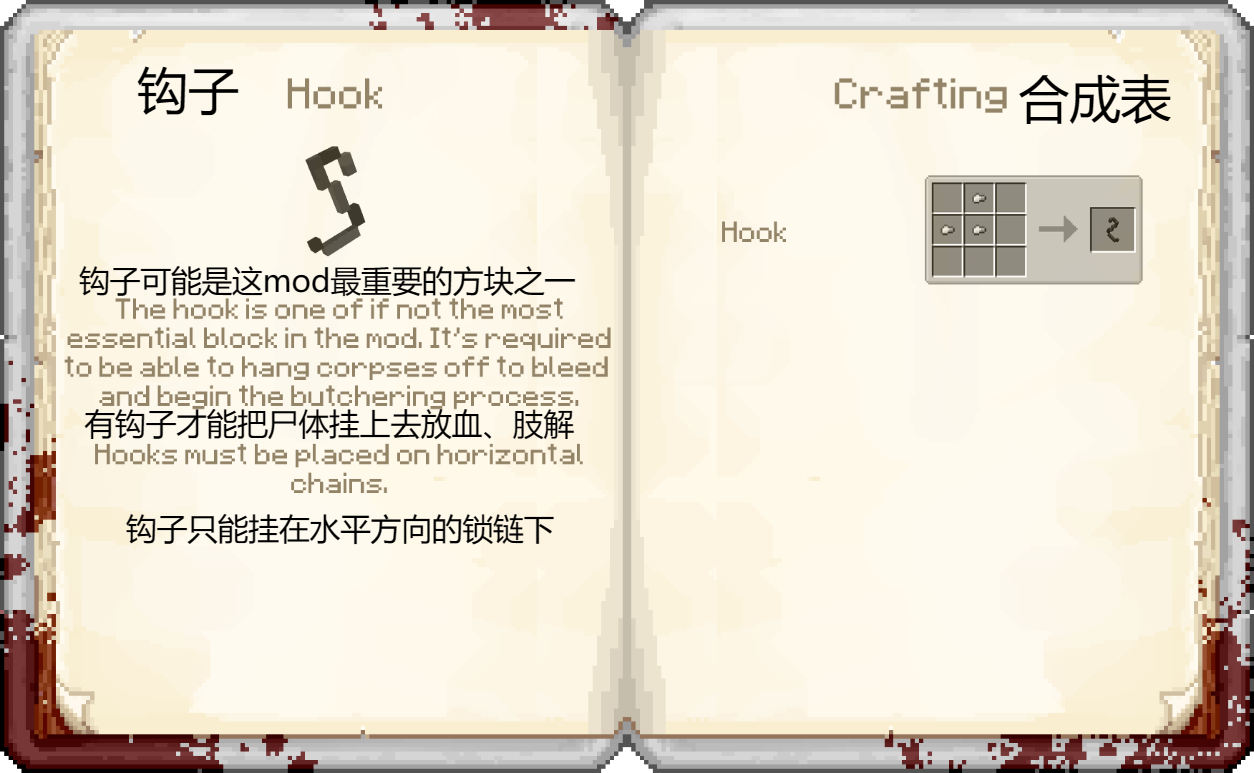 钩子 Hook
钩子可能是这mod最重要的方块之一
The hook is one of if not the most
essential block in the mod. It's required
to be able to hang corpses off to bleed
and begin the butchering process.
有钩子才能把尸体挂上去放血、肢解
Hooks must be placed on horizontal
chains.
钩子只能挂在水平方向的锁链下
Crafting 合成表
Hook